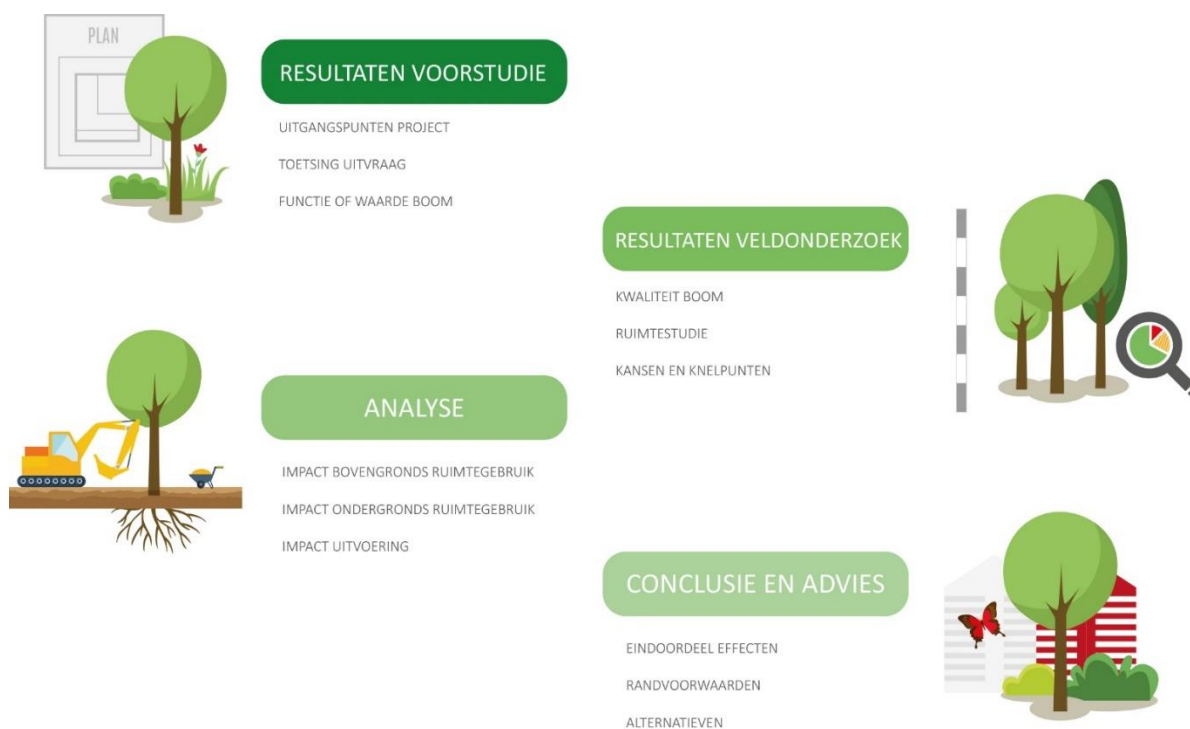 PLAN
RESULTATEN VOORSTUDIE
UITGANGSPUNTEN PROJECT
TOETSING UITVRAAG
FUNCTIE OF WAARDE BOOM
RESULTATEN VELDONDERZOEK
KWALITEIT BOOM
RUIMTESTUDIE
KANSEN EN KNELPUNTEN
ANALYSE
IMPACT BOVENGRONDS RUIMTEGEBRUIK
IMPACT ONDERGRONDS RUIMTEGEBRUIK
IMPACT UITVOERING
CONCLUSIE EN ADVIES
EINDOORDEEL EFFECTEN
RANDVOORWAARDEN
ALTERNATIEVEN